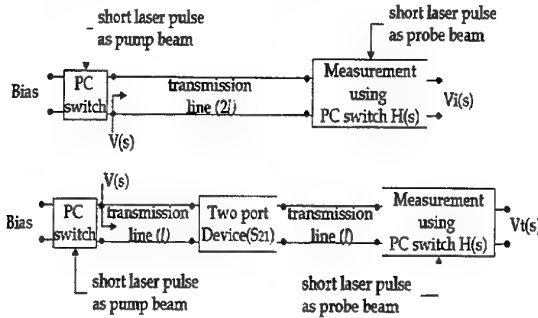 short laser pulse
as pump beam
short laser pulse
as probe beam
Bias
PC
switch
transmission
line (2l)
Measurement
using
PC switch H(s)
Vi(s)
V(s)
V(s)
Bias
PC
switch
transmission
line (l)
Two port
Device(S21)
transmission
line (l)
Measurement
using
PC switch H(s)
Vt(s)
short laser pulse
as pump beam
short laser pulse
as probe beam